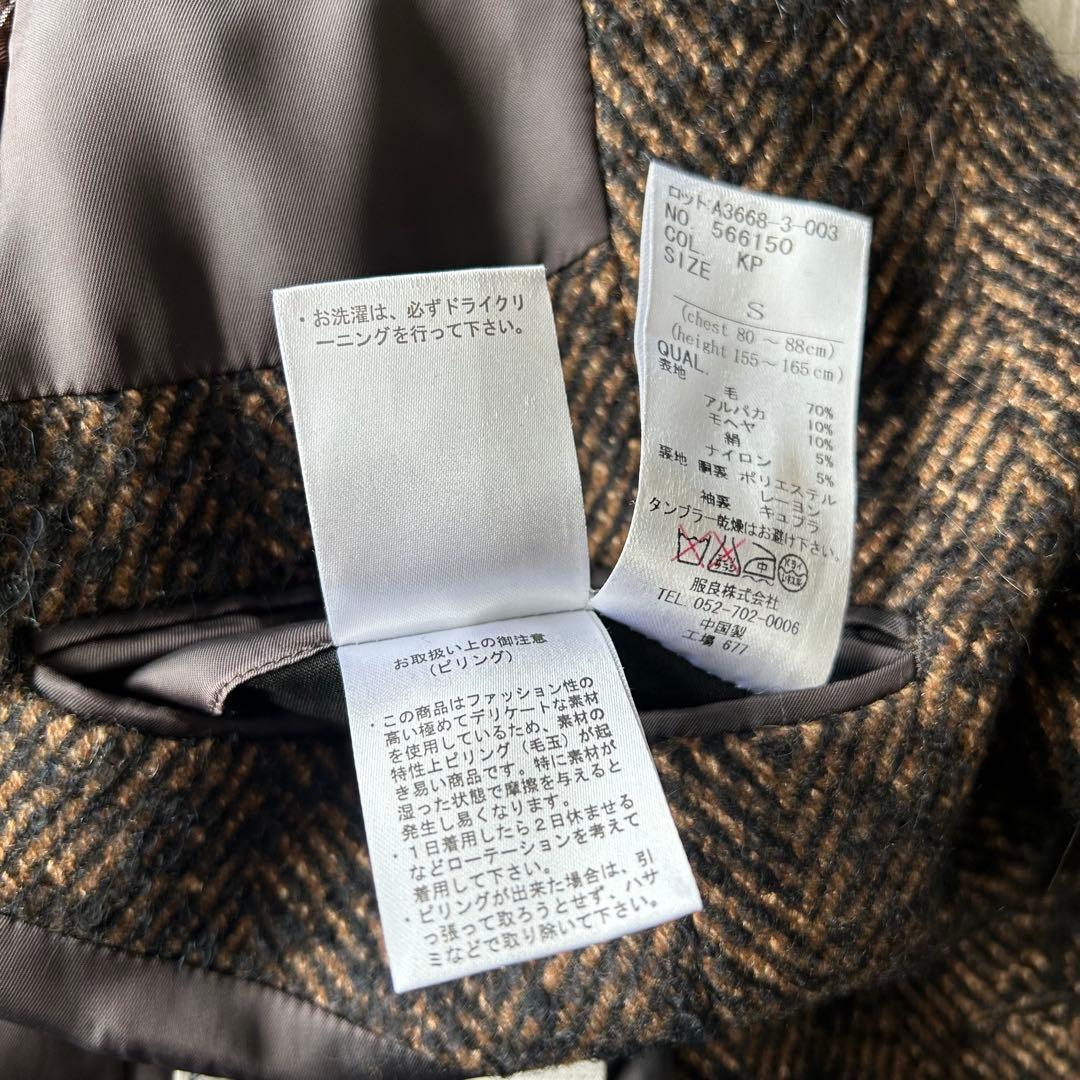 ・お洗濯は、必ずドライクリ
ーニングを行って下さい。
ロット:A3668-3-003
NO. 566150
COL. KP
SIZE
S
(chest 80～88cm)
(height 155～165cm)
QUAL.
表地
毛 70%
アルパカ 10%
モヘヤ 10%
絹 5%
ナイロン 5%
裏地 胴裏 ポリエステル
レーヨン
袖裏 キュプラ
タンブラー乾燥はお避け下さい。
中 ドライ
服良株式会社
TEL. 052-702-0006
中国製
工場 677
お取扱い上の御注意
(ピリング)
・この商品はファッション性の
高い極めてデリケートな素材
を使用しているため、素材の
特性上ピリング（毛玉）が起
き易い商品です。特に素材が
湿った状態で摩擦を与えると
発生し易くなります。
・１日着用したら２日休ませる
などローテーションを考えて
着用して下さい。
・ピリングが出来た場合は、引
っ張って取ろうとせず、ハサ
ミなどで取り除いて下さい。